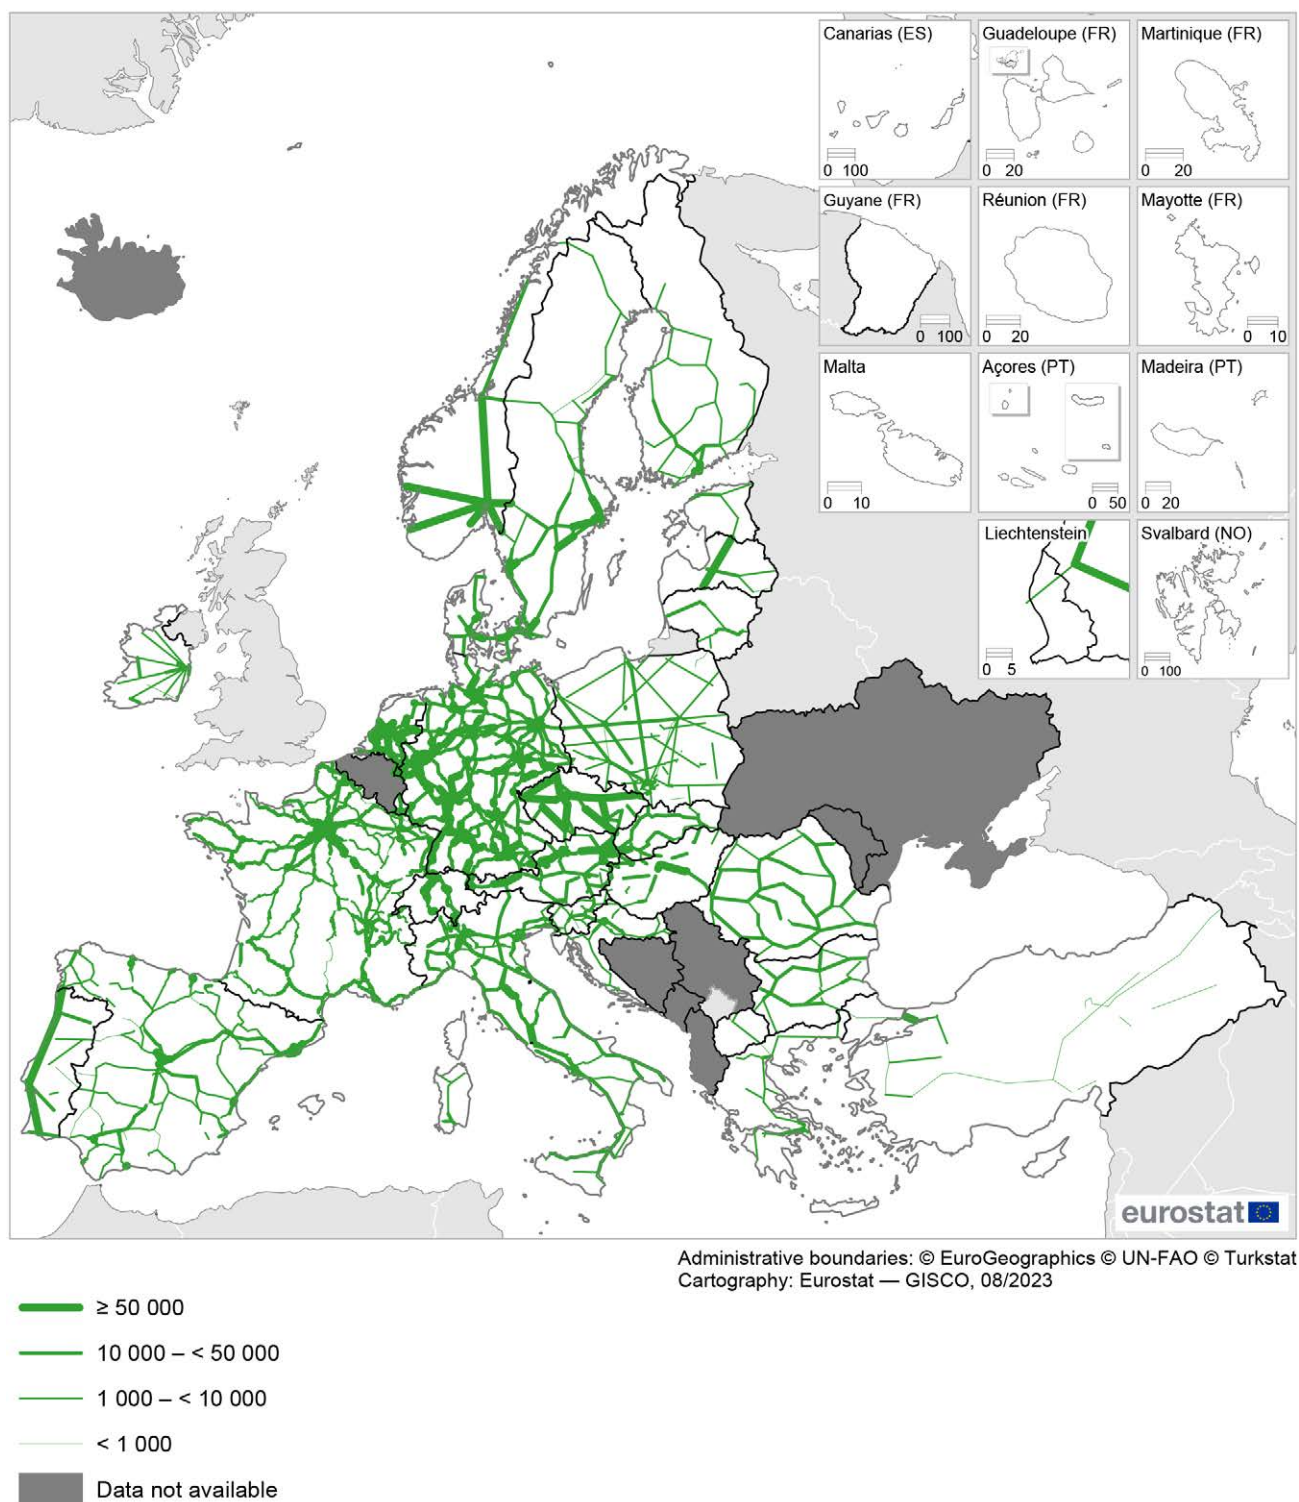 Canarias (ES)
0 100
Guadeloupe (FR)
0 20
Martinique (FR)
0 20
Guyane (FR)
0 100
Réunion (FR)
0 20
Mayotte (FR)
0 10
Malta
0 10
Açores (PT)
0 50
Madeira (PT)
0 20
Liechtenstein
0 5
Svalbard (NO)
0 100
eurostat
Administrative boundaries: © EuroGeographics © UN-FAO © Turkstat
Cartography: Eurostat — GISCO, 08/2023
≥ 50 000
10 000 – < 50 000
1 000 – < 10 000
< 1 000
Data not available